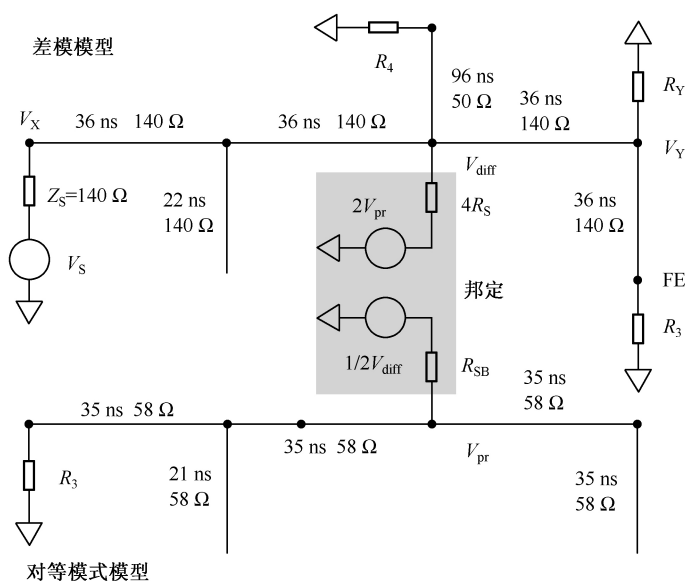 差模模型
R4
96 ns
50 Ω
36 ns
140 Ω
RY
VX
36 ns 140 Ω
36 ns 140 Ω
VY
Vdiff
ZS=140 Ω
22 ns
140 Ω
2Vpr
4RS
36 ns
140 Ω
VS
邦定
FE
R3
1/2Vdiff
RSB
35 ns
58 Ω
35 ns 58 Ω
35 ns 58 Ω
Vpr
R3
21 ns
58 Ω
35 ns
58 Ω
对等模式模型